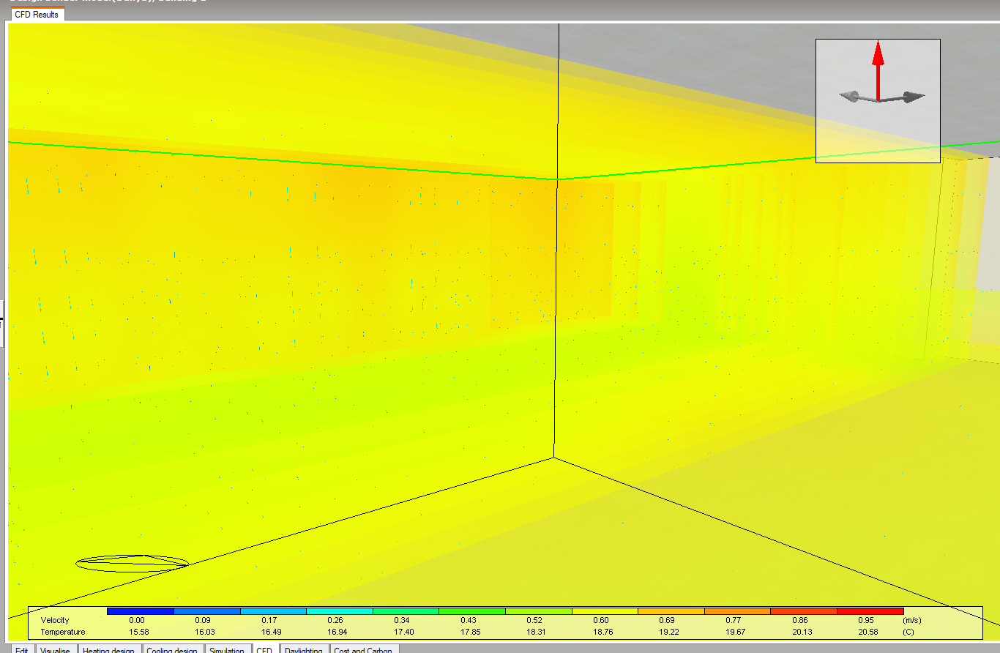 CFD Results
Velocity 0.00 0.09 0.17 0.26 0.34 0.43 0.52 0.60 0.69 0.77 0.86 0.95 (m/s)
Temperature 15.58 16.03 16.49 16.94 17.40 17.85 18.31 18.76 19.22 19.67 20.13 20.58 (C)
Edit Visualise Heating design Cooling design Simulation CFD Daylighting Cost and Carbon